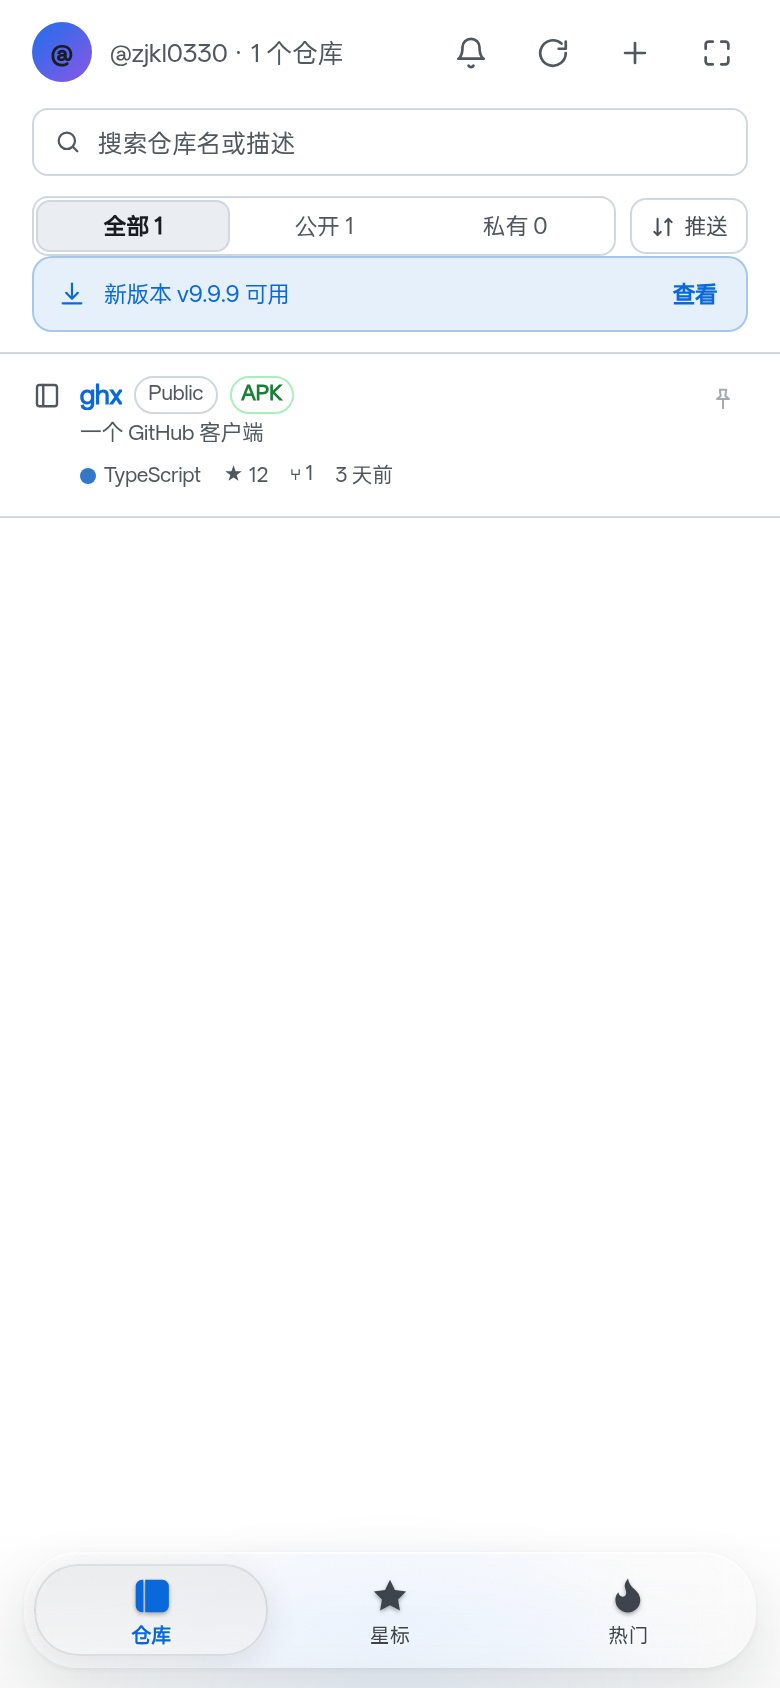 @ @zjkl0330 · 1 个仓库
搜索仓库名或描述
全部 1 公开 1 私有 0 推送
新版本 v9.9.9 可用 查看
ghx Public APK
一个 GitHub 客户端
TypeScript ★ 12 1 3 天前
仓库 星标 热门